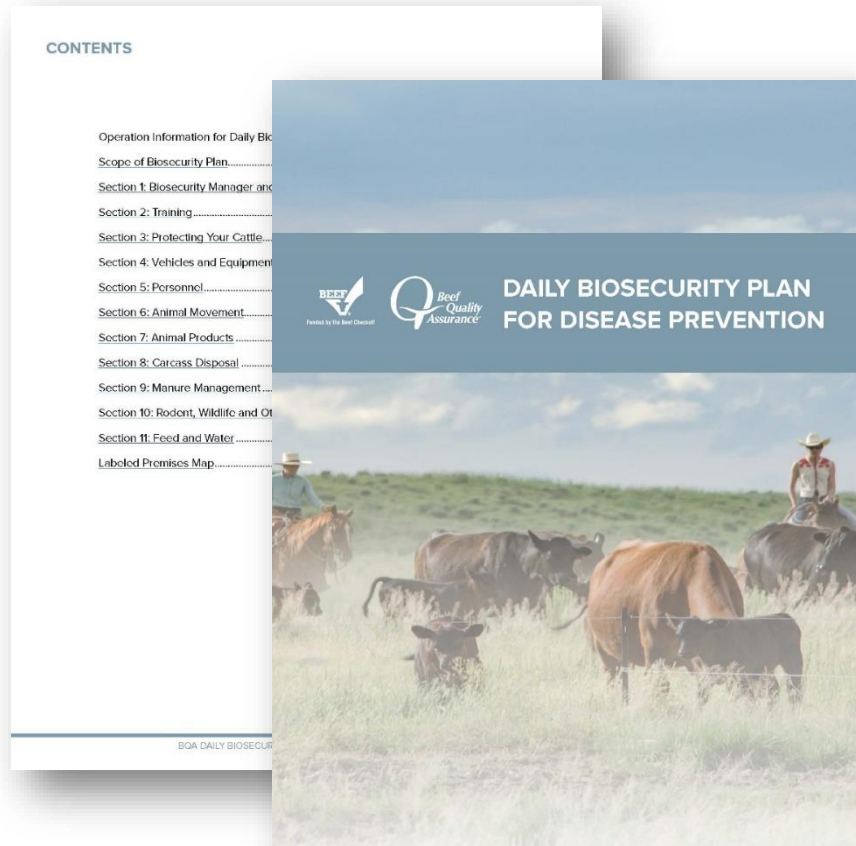 CONTENTS
Operation Information for Daily
Scope of Biosecurity Plan
Section 1: Biosecurity Manager and
Section 2: Training
Section 3: Protecting Your Cattle
Section 4: Vehicles and Equipment
Section 5: Personnel
Section 6: Animal Movement
Section 7: Animal Products
Section 8: Carcass Disposal
Section 9: Manure Management
Section 10: Rodent, Wildlife and
Section 11: Feed and Water
Labeled Premises Map
BQA DAILY
BEEF
Funded by the Beef Checkoff
Beef
Quality
Assurance
DAILY BIOSECURITY PLAN
FOR DISEASE PREVENTION